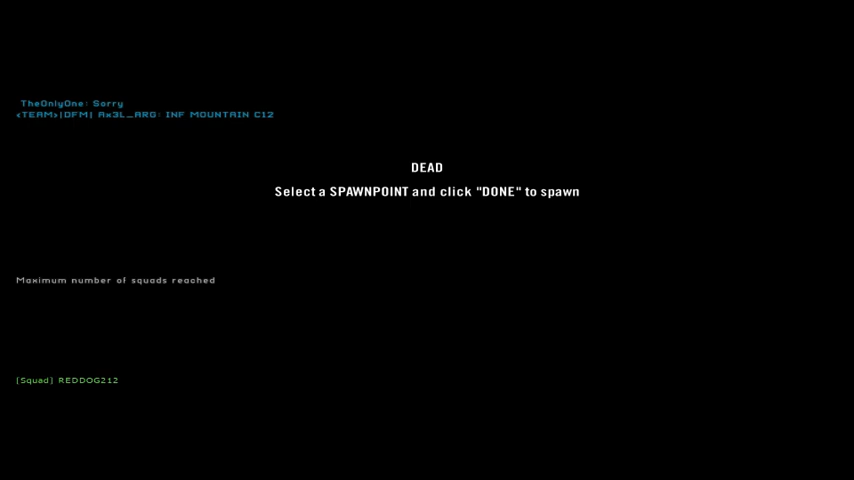 TheOnlyOne: Sorry
<TEAM>|DFM| Ax3L_ARG: INF MOUNTAIN C12
DEAD
Select a SPAWNPOINT and click "DONE" to spawn
Maximum number of squads reached
[Squad] REDDOG212